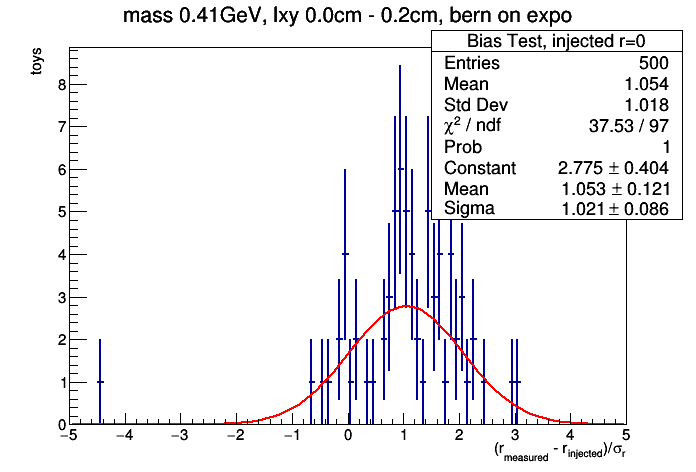 mass 0.41GeV, lxy 0.0cm - 0.2cm, bern on expo
Bias Test, injected r=0
Entries 500
Mean 1.054
Std Dev 1.018
χ² / ndf 37.53 / 97
Prob 1
Constant 2.775 ± 0.404
Mean 1.053 ± 0.121
Sigma 1.021 ± 0.086
toys
8
7
6
5
4
3
2
1
0
−5 −4 −3 −2 −1 0 1 2 3 4 5
(r_measured - r_injected)/σ_r